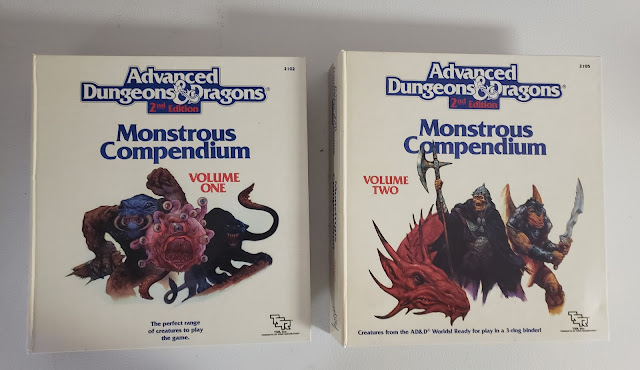 2102
Advanced
Dungeons & Dragons®
2nd Edition
Monstrous
Compendium
VOLUME
ONE
The perfect range
of creatures to play
the game.
TSR
2105
Advanced
Dungeons & Dragons®
2nd Edition
Monstrous
Compendium
VOLUME
TWO
Creatures from the AD&D® Worlds! Ready for play in a 3-ring binder!
TSR